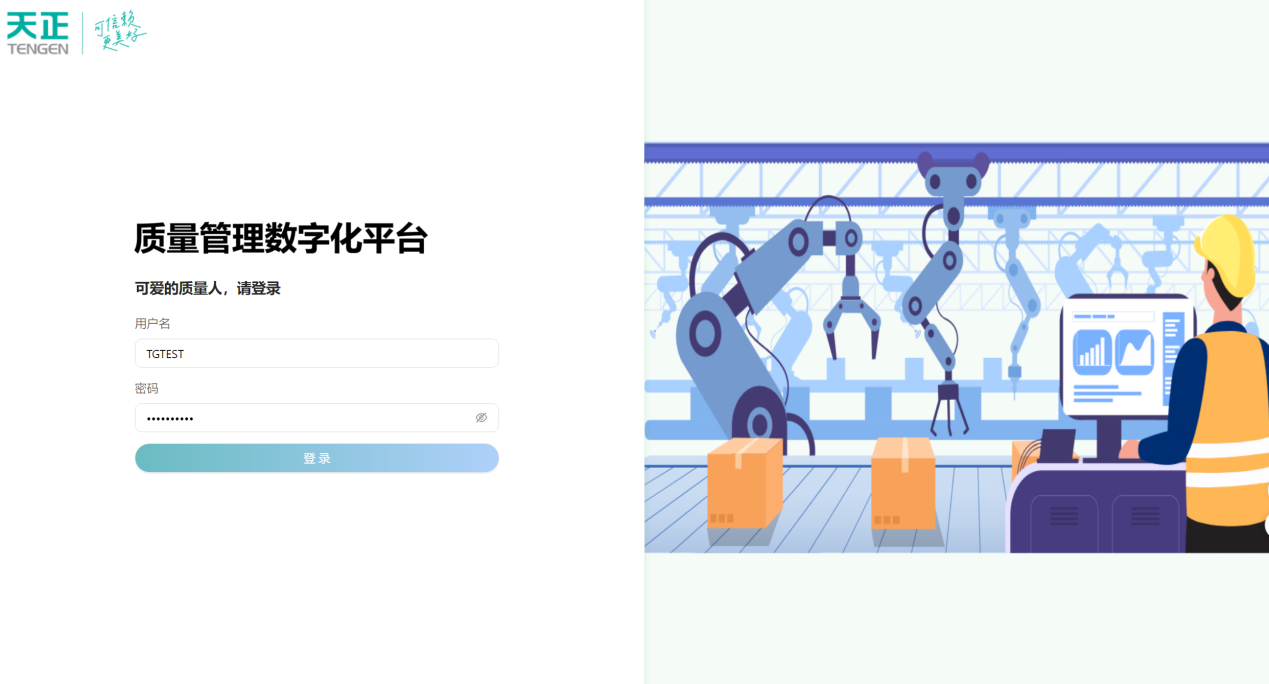 天正
TENGEN
可信赖
更美好
质量管理数字化平台
可爱的质量人，请登录
用户名
TGTEST
密码
••••••••••
登 录